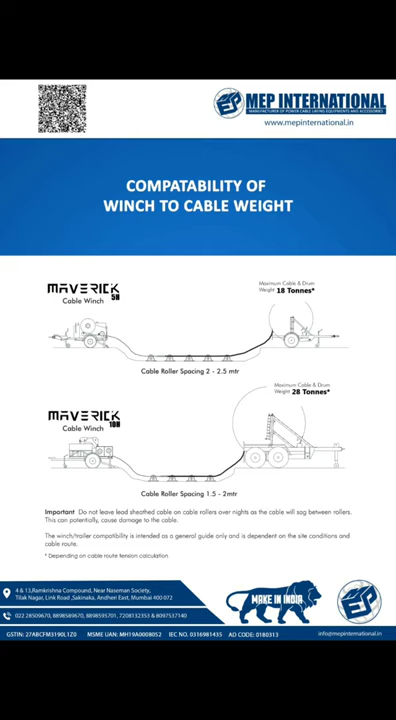 MEP INTERNATIONAL
MANUFACTURER OF POWER CABLE LAYING EQUIPMENTS AND ACCESSORIES
www.mepinternational.in
COMPATABILITY OF
WINCH TO CABLE WEIGHT
MAVERICK
5H
Cable Winch
Maximum Cable & Drum
Weight 18 Tonnes*
Cable Roller Spacing 2 - 2.5 mtr
Maximum Cable & Drum
Weight 28 Tonnes*
MAVERICK
10H
Cable Winch
Cable Roller Spacing 1.5 - 2mtr
Important Do not leave lead sheathed cable on cable rollers over nights as the cable will sag between rollers.
This can potentially, cause damage to the cable.
The winch/trailer compatibility is intended as a general guide only and is dependent on the site conditions and
cable route.
* Depending on cable route tension calculation
4 & 13,Ramkrishna Compound, Near Naseman Society,
Tilak Nagar, Link Road ,Sakinaka, Andheri East, Mumbai 400 072
022 28509670, 8898589670, 8898595701, 7208132353 & 8097537140
MAKE IN INDIA
GSTIN: 27ABCFM3190L1Z0 MSME UAN: MH19A0008052 IEC NO. 0316981435 AD CODE: 0180313
info@mepinternational.in